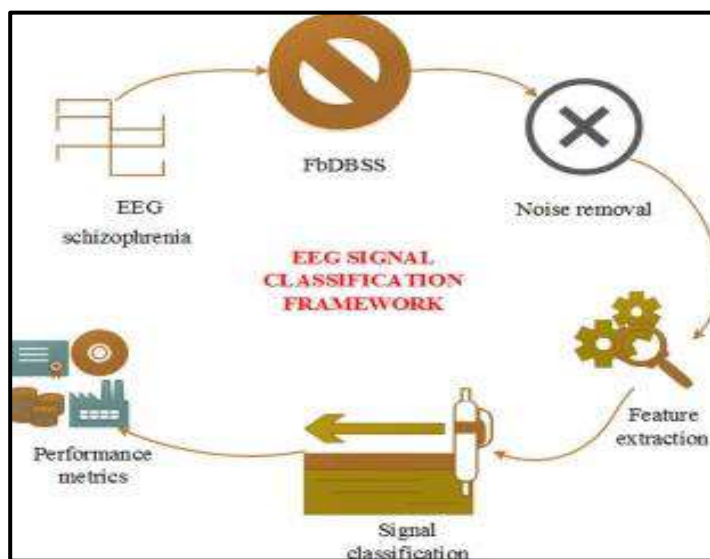 FbDBSS
EEG
schizophrenia
Noise removal
EEG SIGNAL
CLASSIFICATION
FRAMEWORK
Feature
extraction
Performance
metrics
Signal
classification